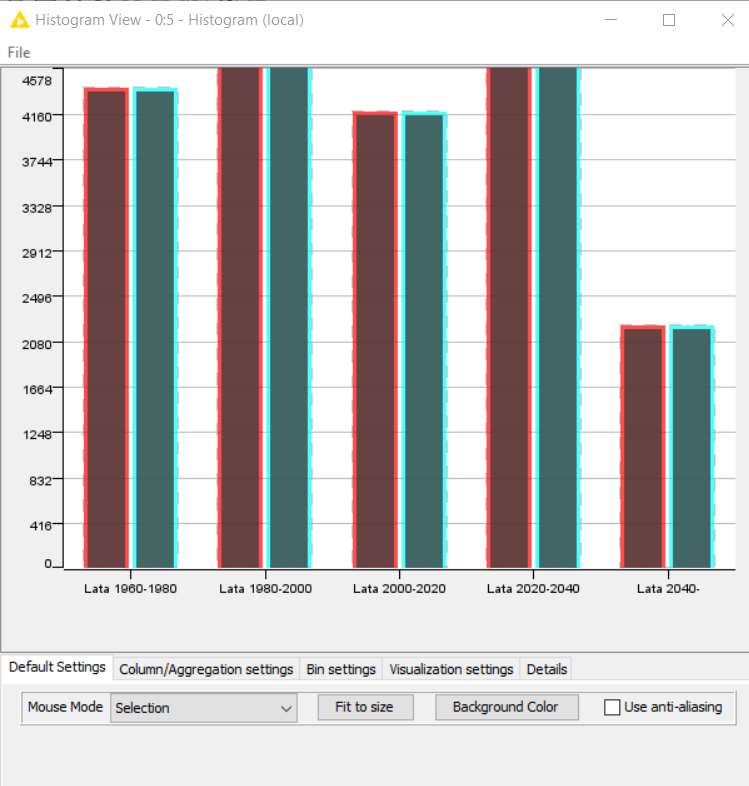 Histogram View - 0:5 - Histogram (local)
File
4578
4160
3744
3328
2912
2496
2080
1664
1248
832
416
0
Lata 1960-1980 Lata 1980-2000 Lata 2000-2020 Lata 2020-2040 Lata 2040-
Default Settings Column/Aggregation settings Bin settings Visualization settings Details
Mouse Mode Selection Fit to size Background Color Use anti-aliasing